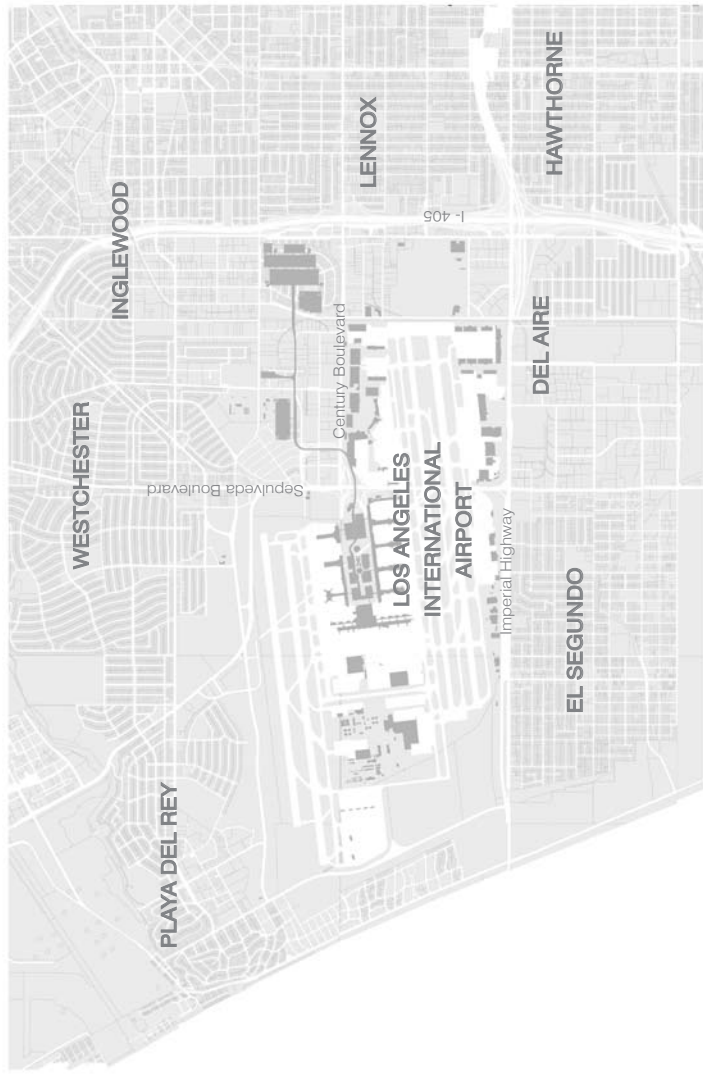 PLAYA DEL REY
WESTCHESTER
INGLEWOOD
Sepulveda Boulevard
Century Boulevard
LENNOX
LOS ANGELES
INTERNATIONAL
AIRPORT
I- 405
Imperial Highway
EL SEGUNDO
DEL AIRE
HAWTHORNE